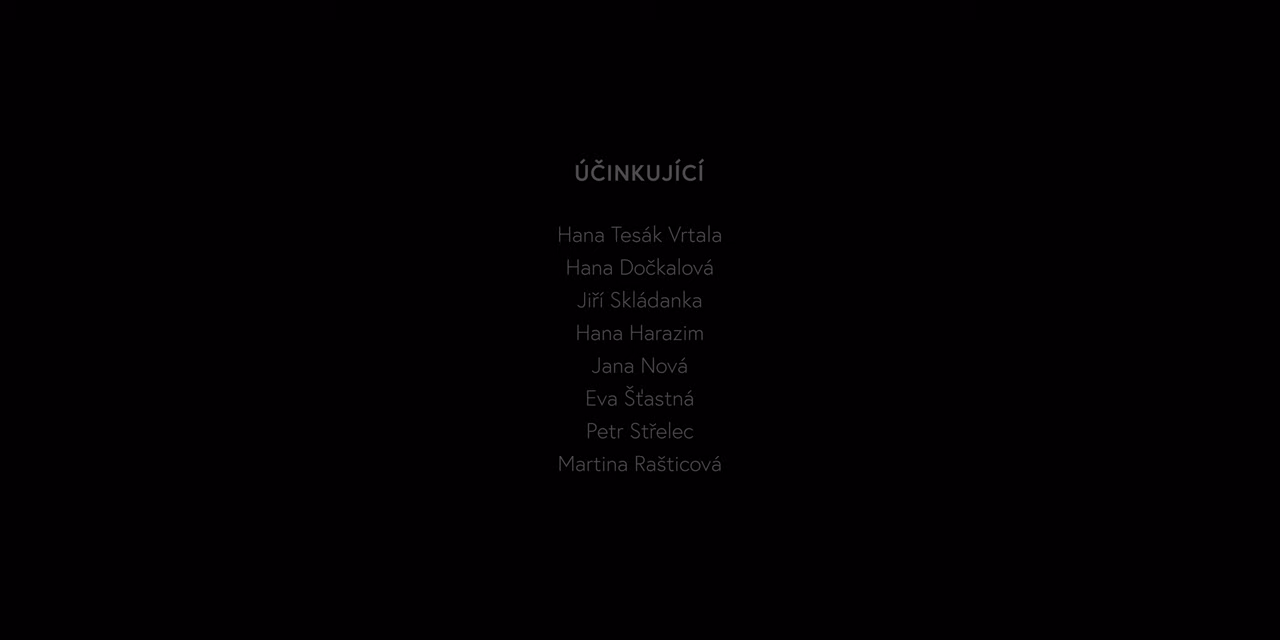 ÚČINKUJÍCÍ
Hana Tesák Vrtala
Hana Dočkalová
Jiří Skládanka
Hana Harazim
Jana Nová
Eva Šťastná
Petr Střelec
Martina Rašticová